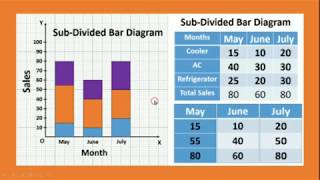 Sub-Divided Bar Diagram
Y
100
90
80
70
60
50
40
30
20
10
O
Sales
May June July
Month
X
Sub-Divided Bar Diagram
Months May June July
Cooler 15 10 20
AC 40 30 30
Refrigerator 25 20 30
Total Sales 80 60 80
May June July
15 10 20
55 40 50
80 60 80